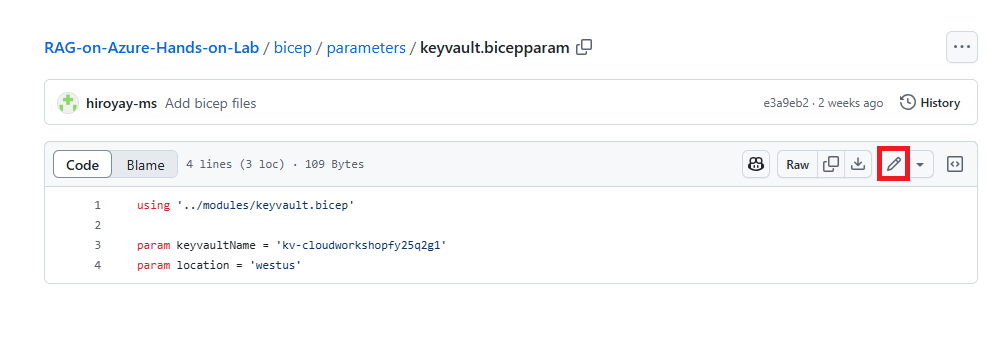 RAG-on-Azure-Hands-on-Lab / bicep / parameters / keyvault.bicepparam
hiroyay-ms Add bicep files e3a9eb2 · 2 weeks ago History
Code Blame 4 lines (3 loc) · 109 Bytes Raw
1 using '../modules/keyvault.bicep'
2
3 param keyvaultName = 'kv-cloudworkshopfy25q2g1'
4 param location = 'westus'